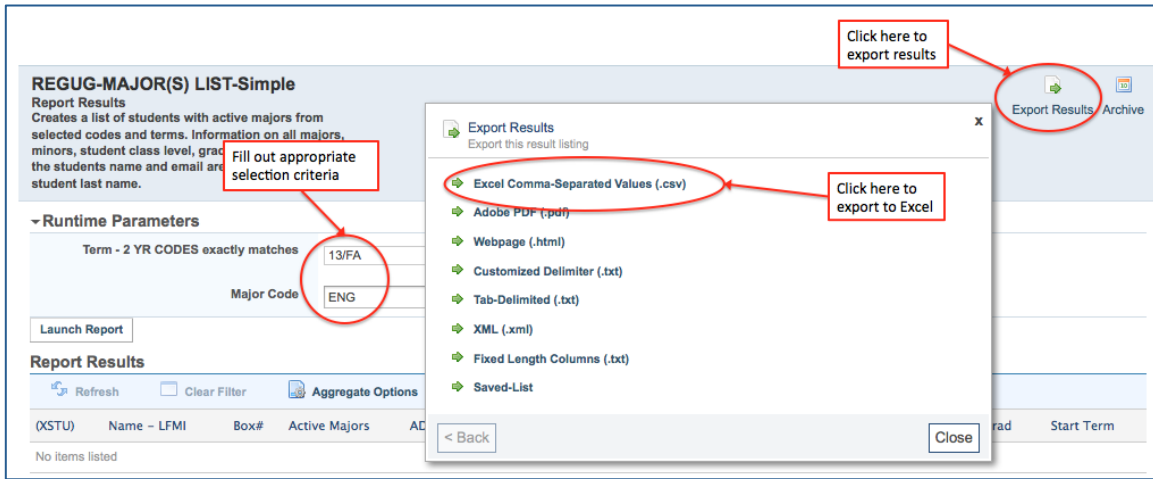 Click here to
export results
REGUG-MAJOR(S) LIST-Simple
Report Results
Creates a list of students with active majors from
selected codes and terms. Information on all majors,
minors, student class level,
the students name and email
student last name.
Fill out appropriate
selection criteria
Export Results
Archive
Export Results
Export this result listing
x
Excel Comma-Separated Values (.csv)
Adobe PDF (.pdf)
Webpage (.html)
Customized Delimiter (.txt)
Tab-Delimited (.txt)
XML (.xml)
Fixed Length Columns (.txt)
Saved-List
< Back
Close
Click here to
export to Excel
Runtime Parameters
Term - 2 YR CODES exactly matches
13/FA
Major Code
ENG
Launch Report
Report Results
Refresh Clear Filter Aggregate Options
(XSTU) Name – LFMI Box# Active Majors Start Term
No items listed